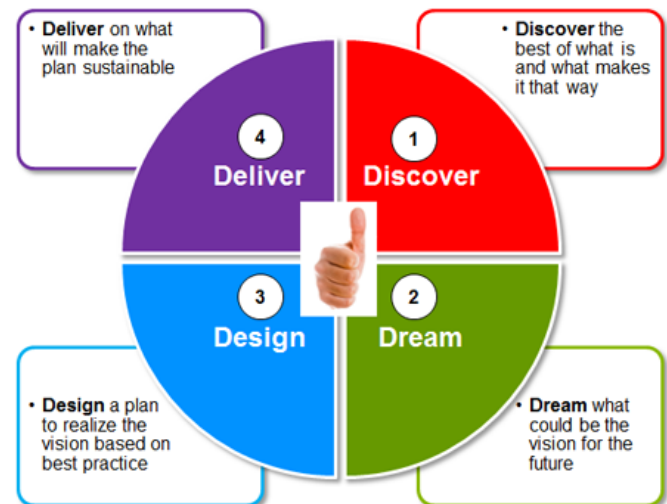 • Deliver on what
will make the
plan sustainable
• Discover the
best of what is
and what makes
it that way
4
Deliver
1
Discover
3
Design
2
Dream
• Design a plan
to realize the
vision based on
best practice
• Dream what
could be the
vision for the
future